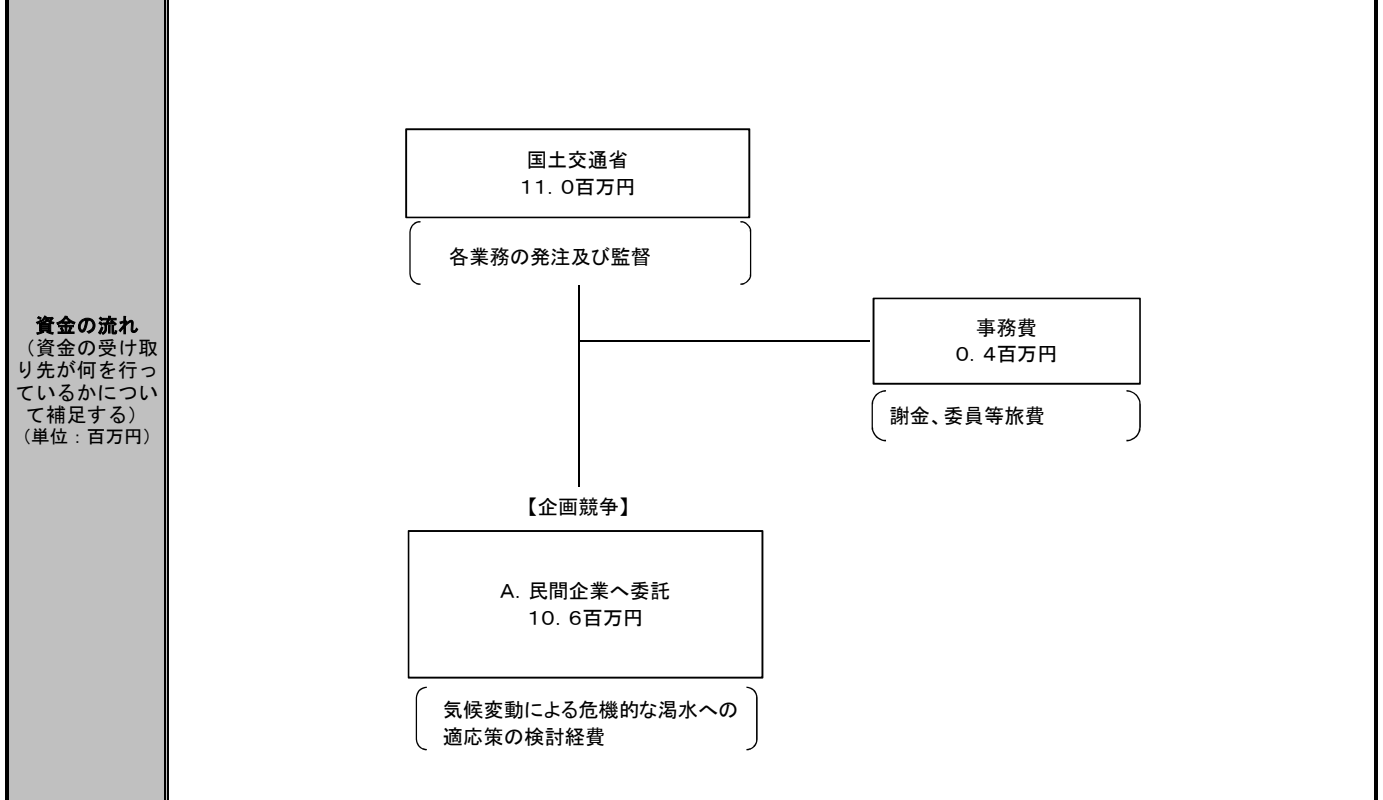 資金の流れ
（資金の受け取
り先が何を行っ
ているかについ
て補足する）
（単位：百万円）
国土交通省
１１．０百万円
各業務の発注及び監督
事務費
０．４百万円
謝金、委員等旅費
【企画競争】
Ａ．民間企業へ委託
１０．６百万円
気候変動による危機的な渇水への
適応策の検討経費